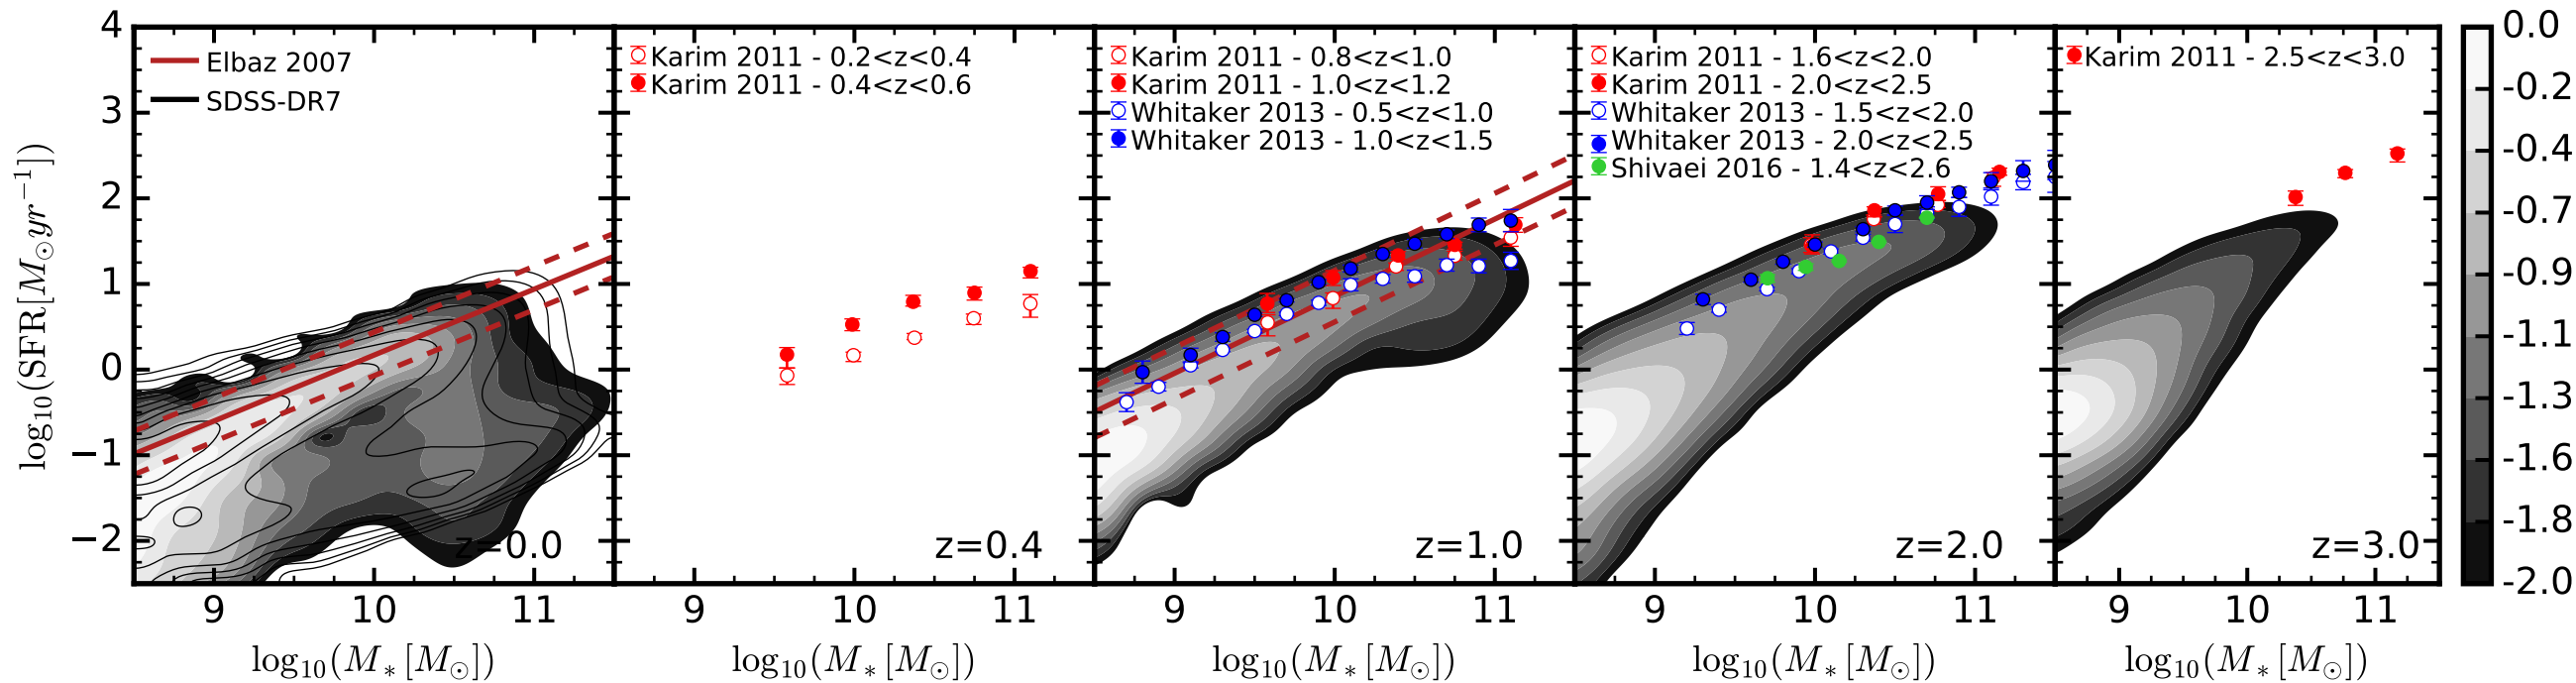 4
3
2
1
0
−1
−2
log₁₀(SFR[M⊙yr⁻¹])
Elbaz 2007
SDSS-DR7
z=0.0
9 10 11
log₁₀(M∗[M⊙])
Karim 2011 - 0.2<z<0.4
Karim 2011 - 0.4<z<0.6
z=0.4
9 10 11
log₁₀(M∗[M⊙])
Karim 2011 - 0.8<z<1.0
Karim 2011 - 1.0<z<1.2
Whitaker 2013 - 0.5<z<1.0
Whitaker 2013 - 1.0<z<1.5
z=1.0
9 10 11
log₁₀(M∗[M⊙])
Karim 2011 - 1.6<z<2.0
Karim 2011 - 2.0<z<2.5
Whitaker 2013 - 1.5<z<2.0
Whitaker 2013 - 2.0<z<2.5
Shivaei 2016 - 1.4<z<2.6
z=2.0
9 10 11
log₁₀(M∗[M⊙])
Karim 2011 - 2.5<z<3.0
z=3.0
9 10 11
log₁₀(M∗[M⊙])
0.0
-0.2
-0.4
-0.7
-0.9
-1.1
-1.3
-1.6
-1.8
-2.0